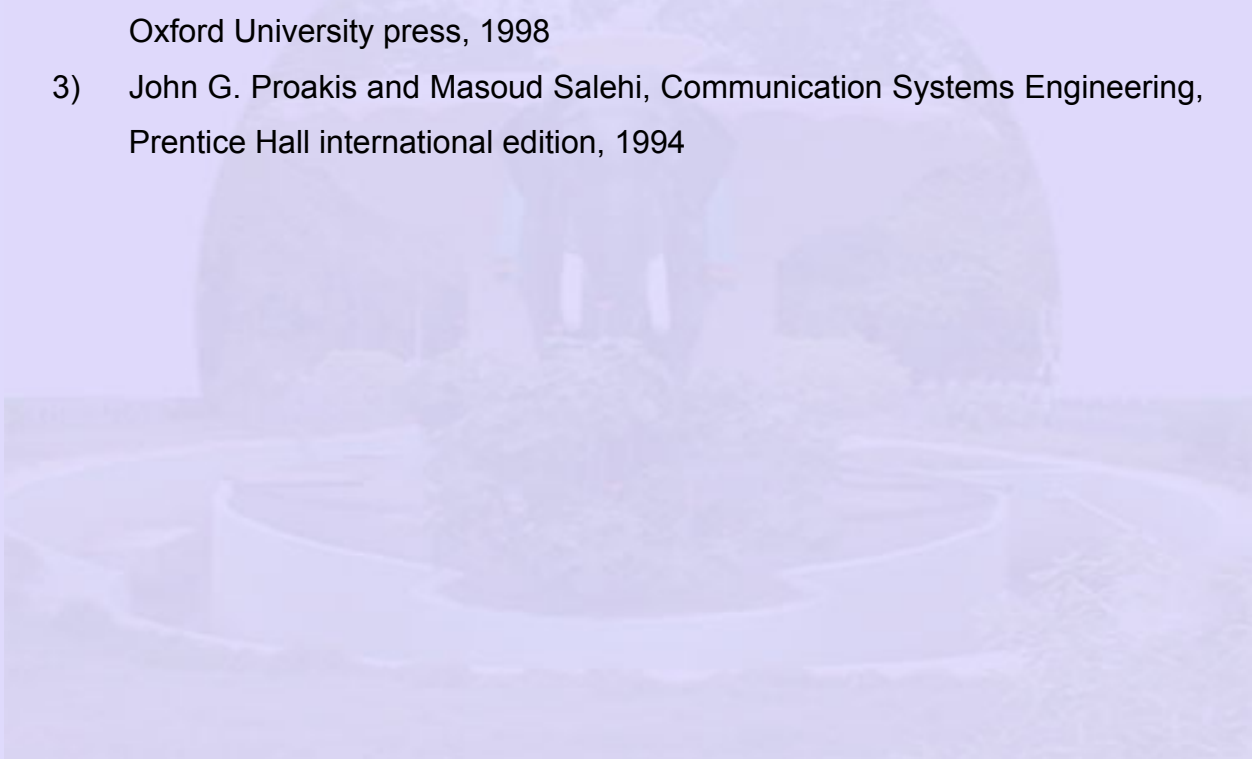 Oxford University press, 1998
3) John G. Proakis and Masoud Salehi, Communication Systems Engineering,
Prentice Hall international edition, 1994